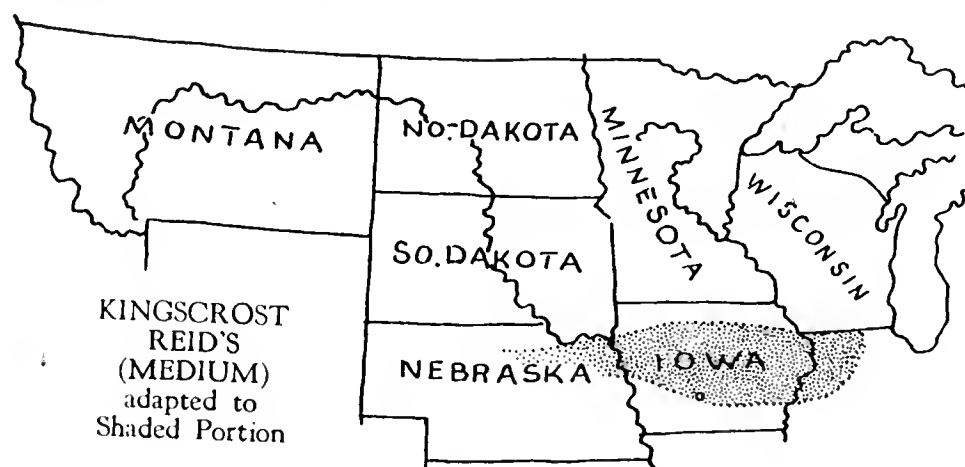 MONTANA
NO. DAKOTA
MINNESOTA
WISCONSIN
SO. DAKOTA
NEBRASKA
IOWA
KINGSCROST
REID'S
(MEDIUM)
adapted to
Shaded Portion